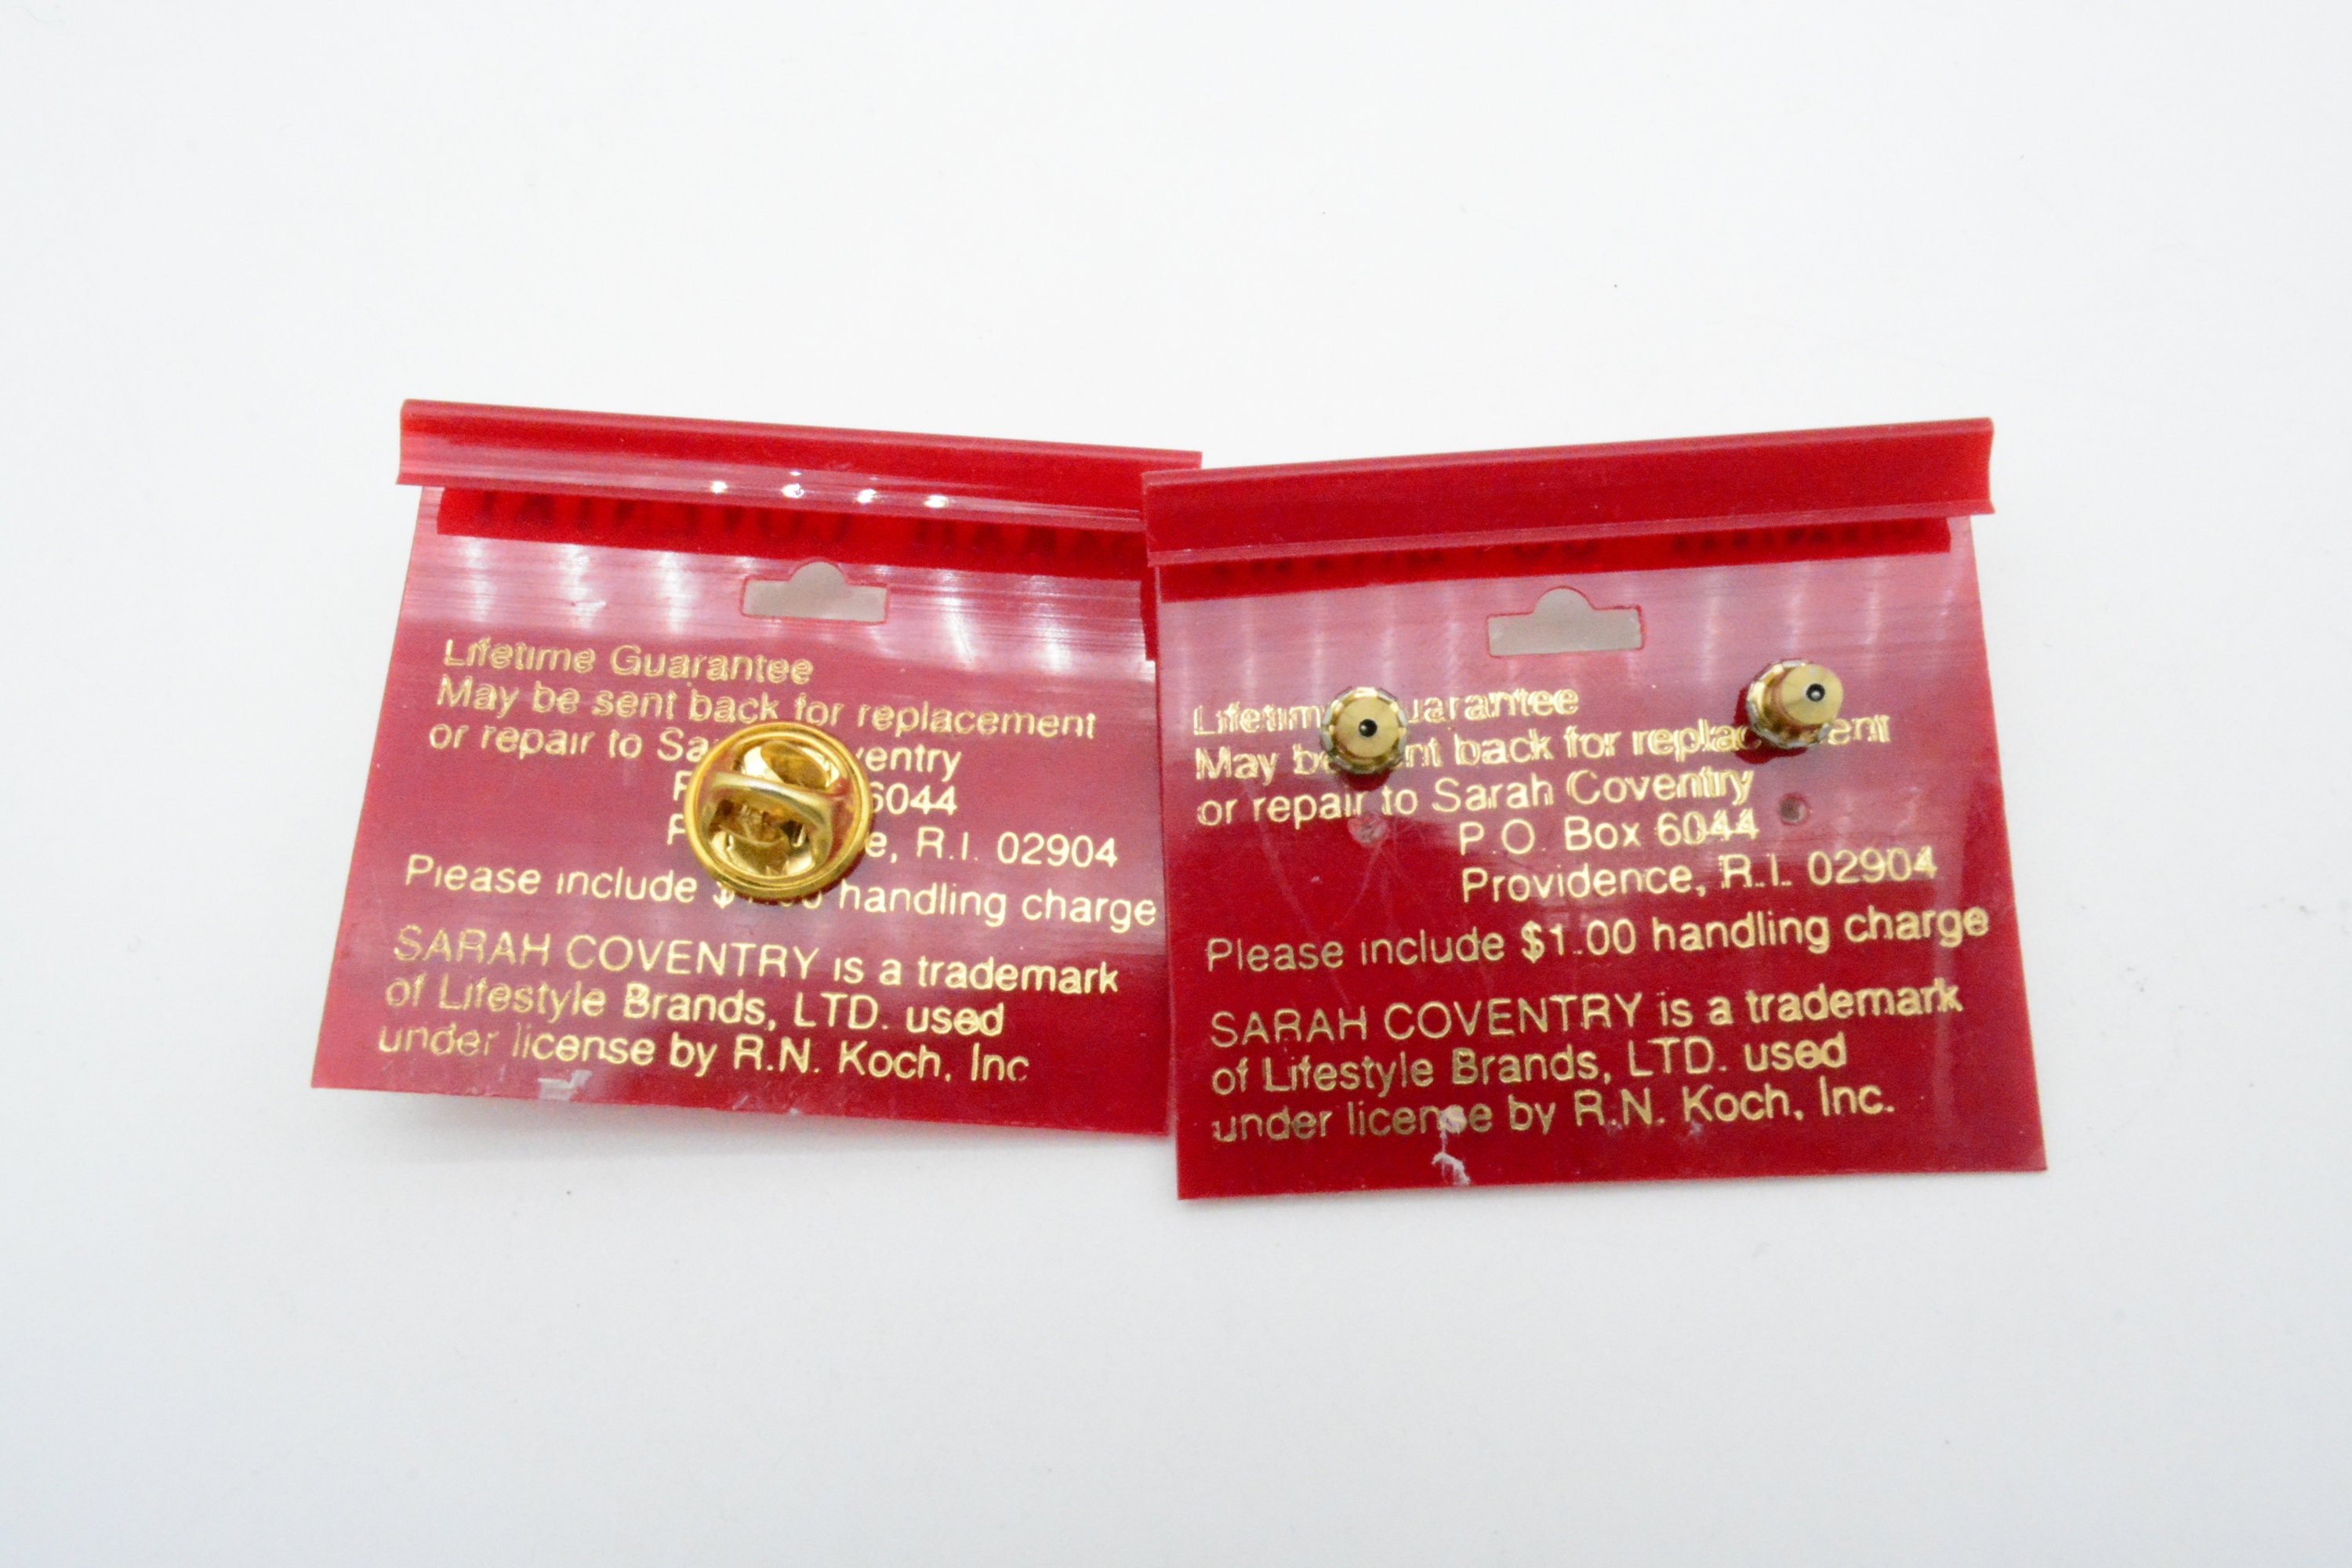 Lifetime Guarantee
May be sent back for replacement
or repair to Sa ventry
6044
e, R.I. 02904
Please include $1.00 handling charge
SARAH COVENTRY is a trademark
of Lifestyle Brands, LTD. used
under license by R.N. Koch, Inc
Lifetim uarantee
May be nt back for replac ent
or repair to Sarah Coventry
P.O. Box 6044
Providence, R.I. 02904
Please include $1.00 handling charge
SARAH COVENTRY is a trademark
of Lifestyle Brands, LTD. used
under license by R.N. Koch, Inc.